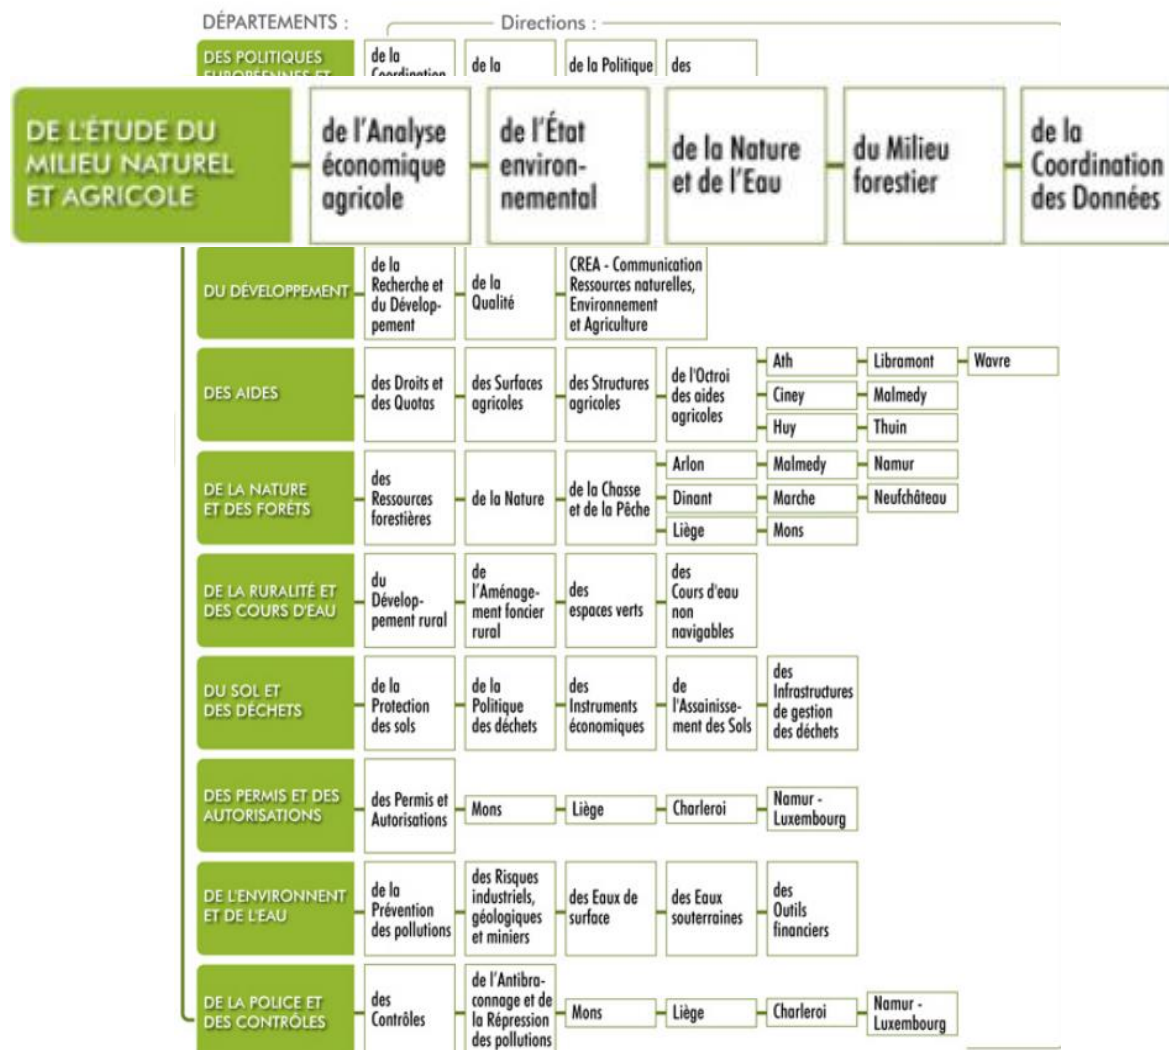 DÉPARTEMENTS :
Directions :
DES POLITIQUES
EUROPÉENNES ET
de la
Coordination
de la
de la Politique
des
DE L'ÉTUDE DU
MILIEU NATUREL
ET AGRICOLE
de l'Analyse
économique
agricole
de l'État
environ-
nemental
de la Nature
et de l'Eau
du Milieu
forestier
de la
Coordination
des Données
DU DÉVELOPPEMENT
de la
Recherche et
du Dévelop-
pement
de la
Qualité
CREA - Communication
Ressources naturelles,
Environnement
et Agriculture
DES AIDES
des Droits et
des Quotas
des Surfaces
agricoles
des Structures
agricoles
de l'Octroi
des aides
agricoles
Ath
Libramont
Wavre
Ciney
Malmedy
Huy
Thuin
DE LA NATURE
ET DES FORÊTS
des
Ressources
forestières
de la Nature
de la Chasse
et de la Pêche
Arlon
Malmedy
Namur
Dinant
Marche
Neufchâteau
Liège
Mons
DE LA RURALITÉ ET
DES COURS D'EAU
du
Dévelop-
pement rural
de
l'Aménage-
ment foncier
rural
des
espaces verts
des
Cours d'eau
non
navigables
DU SOL ET
DES DÉCHETS
de la
Protection
des sols
de la
Politique
des déchets
des
Instruments
économiques
de
l'Assainisse-
ment des Sols
des
Infrastructures
de gestion
des déchets
DES PERMIS ET DES
AUTORISATIONS
des Permis et
Autorisations
Mons
Liège
Charleroi
Namur -
Luxembourg
DE L'ENVIRONNENT
ET DE L'EAU
de la
Prévention
des pollutions
des Risques
industriels,
géologiques
et miniers
des Eaux de
surface
des Eaux
souterraines
des
Outils
financiers
DE LA POLICE ET
DES CONTRÔLES
des
Contrôles
de l'Antibra-
connage et de
la Répression
des pollutions
Mons
Liège
Charleroi
Namur -
Luxembourg